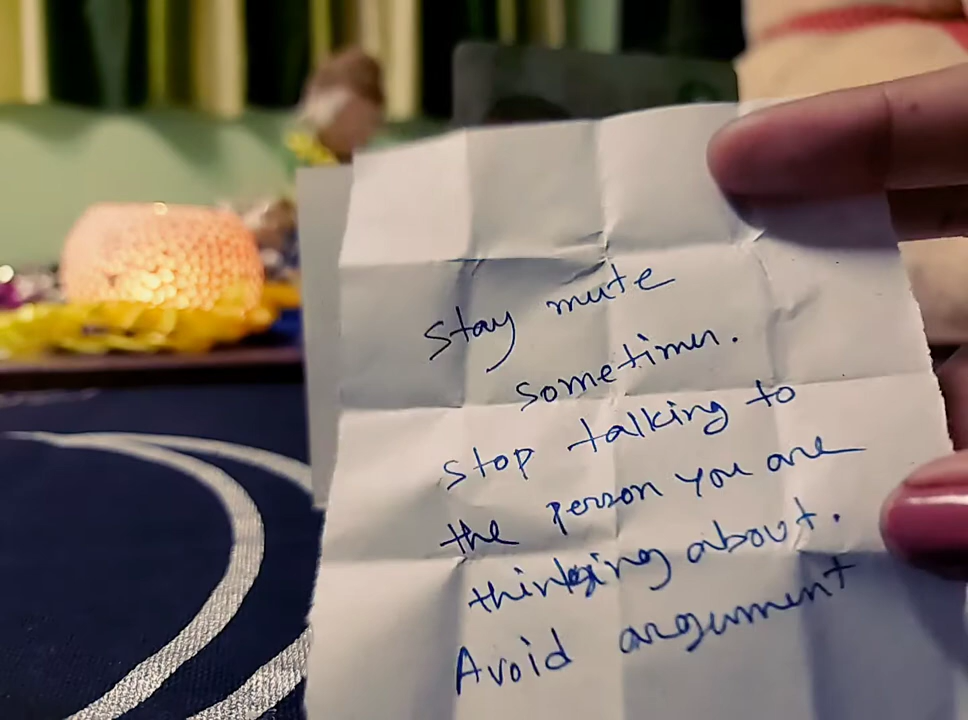 Stay mute
sometimes.
Stop talking to
the person you are
thinking about.
Avoid argument